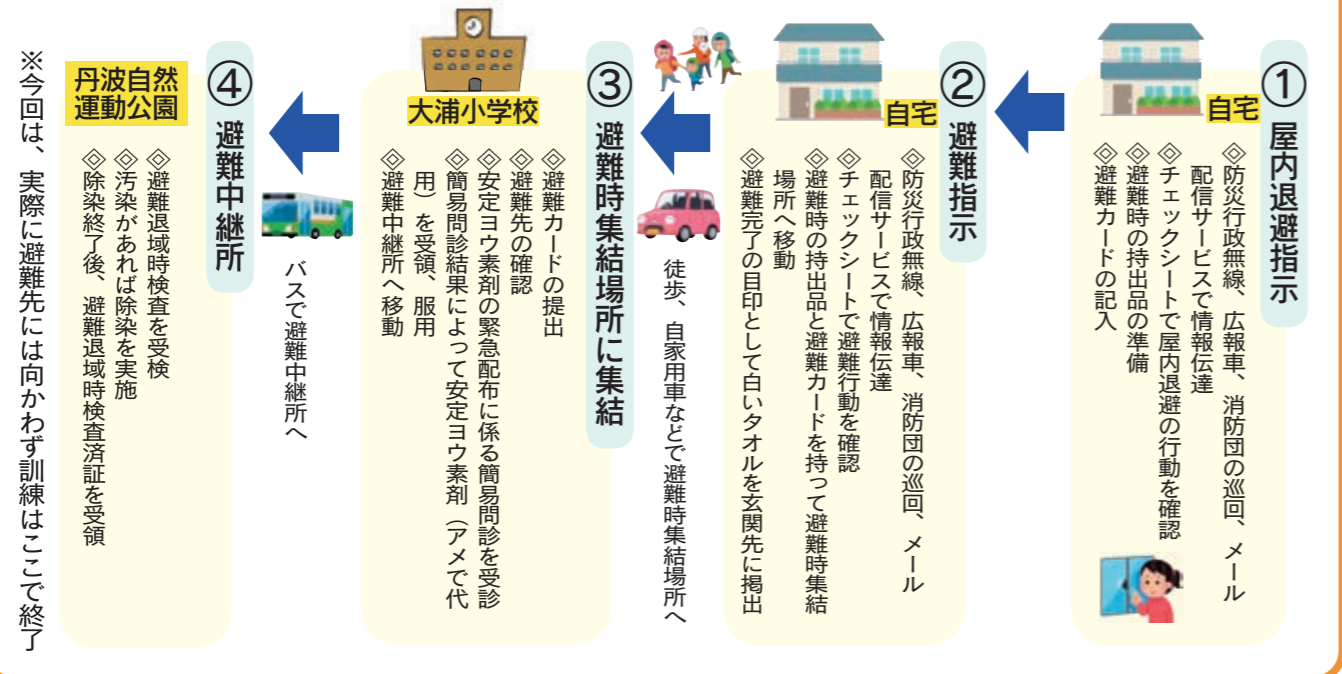 ①屋内退避指示
自宅
◇防災行政無線、広報車、消防団の巡回、メール
配信サービスで情報伝達
◇チェックシートで屋内退避の行動を確認
◇避難時の持出品の準備
◇避難カードの記入
②避難指示
自宅
◇防災行政無線、広報車、消防団の巡回、メール
配信サービスで情報伝達
◇チェックシートで避難行動を確認
◇避難時の持出品と避難カードを持って避難時集結
場所へ移動
◇避難完了の目印として白いタオルを玄関先に掲出
徒歩、自家用車などで避難時集結場所へ
③避難時集結場所に集結
大浦小学校
◇避難カードの提出
◇避難先の確認
◇安定ヨウ素剤の緊急配布に係る簡易問診を受診
◇簡易問診結果によって安定ヨウ素剤（アメで代
用）を受領、服用
◇避難中継所へ移動
バスで避難中継所へ
④避難中継所
丹波自然
運動公園
◇避難退域時検査を受検
◇汚染があれば除染を実施
◇除染終了後、避難退域時検査済証を受領
※今回は、実際に避難先には向かわず訓練はここで終了